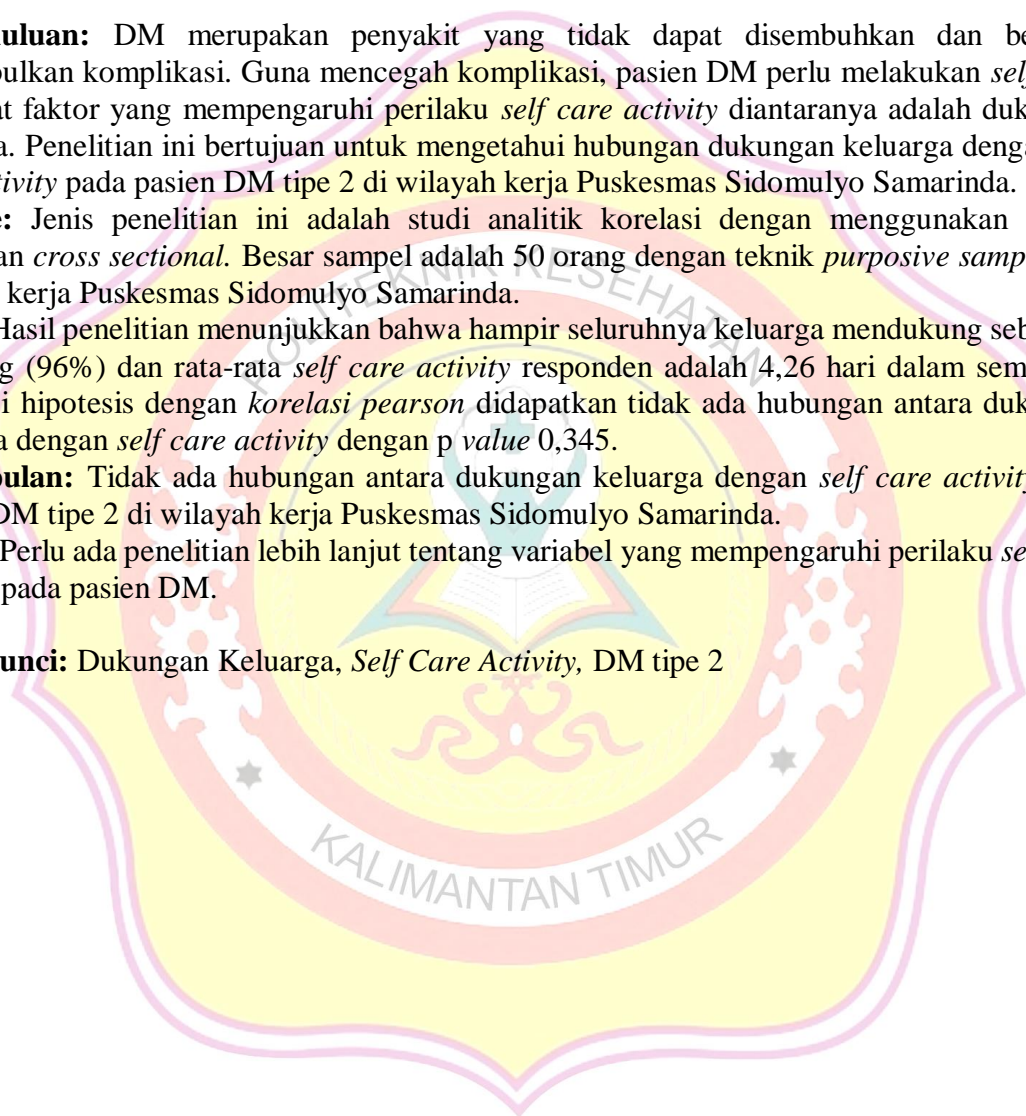 uluan: DM merupakan penyakit yang tidak dapat disembuhkan dan be
bulkan komplikasi. Guna mencegah komplikasi, pasien DM perlu melakukan self
at faktor yang mempengaruhi perilaku self care activity diantaranya adalah duk
a. Penelitian ini bertujuan untuk mengetahui hubungan dukungan keluarga denga
tivity pada pasien DM tipe 2 di wilayah kerja Puskesmas Sidomulyo Samarinda.
e: Jenis penelitian ini adalah studi analitik korelasi dengan menggunakan
an cross sectional. Besar sampel adalah 50 orang dengan teknik purposive samp
kerja Puskesmas Sidomulyo Samarinda.
Hasil penelitian menunjukkan bahwa hampir seluruhnya keluarga mendukung seb
g (96%) dan rata-rata self care activity responden adalah 4,26 hari dalam sem
i hipotesis dengan korelasi pearson didapatkan tidak ada hubungan antara duk
a dengan self care activity dengan p value 0,345.
pulan: Tidak ada hubungan antara dukungan keluarga dengan self care activity
DM tipe 2 di wilayah kerja Puskesmas Sidomulyo Samarinda.
Perlu ada penelitian lebih lanjut tentang variabel yang mempengaruhi perilaku se
pada pasien DM.
unci: Dukungan Keluarga, Self Care Activity, DM tipe 2
POLITEKNIK KESEHATAN
KALIMANTAN TIMUR